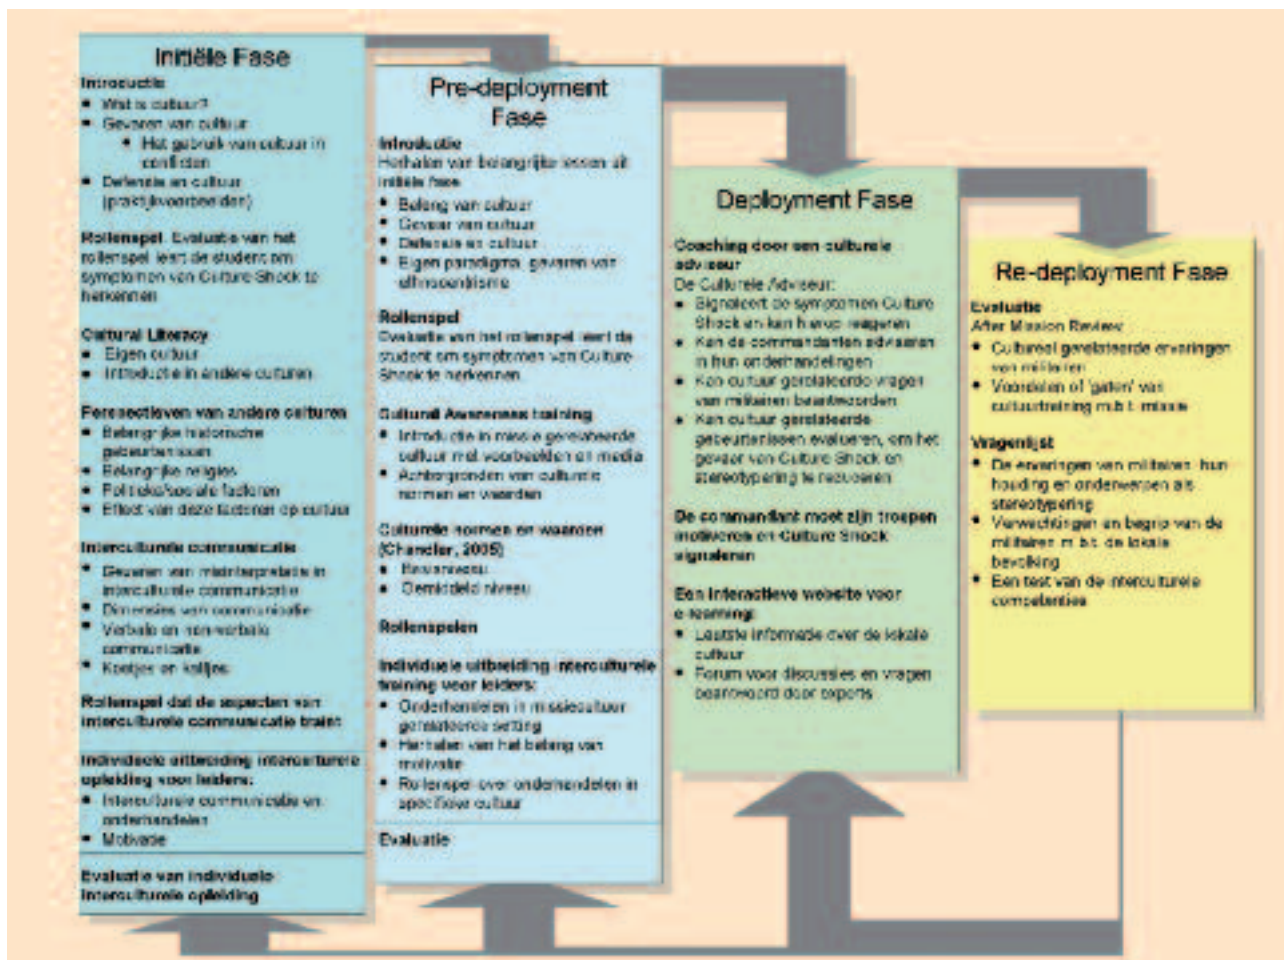 Initiële Fase
Introductie
• Wat is cultuur?
• Gevaren van cultuur
• Het gebruik van cultuur in
conflicten
• Defensie en cultuur
(praktijkvoorbeelden)
Rollenspel. Evaluatie van het
rollenspel leert de student om
symptomen van Culture Shock te
herkennen
Cultural Literacy
• Eigen cultuur
• Introductie in andere culturen
Perspectieven van andere culturen
• Belangrijke historische
gebeurtenissen
• Belangrijke religies
• Politieke/sociale factoren
• Effect van deze factoren op cultuur
Interculturele communicatie
• Gevaren van misinterpretatie in
interculturele communicatie
• Dimensies van communicatie
• Verbale en non-verbale
communicatie
• Koetjes en kalfjes
Rollenspel dat de aspecten van
interculturele communicatie traint
Individuele uitbreiding interculturele
opleiding voor leiders:
• Interculturele communicatie en
onderhandelen
• Motivatie
Evaluatie van individuele
interculturele opleiding
Pre-deployment
Fase
Introductie
Herhalen van belangrijke lessen uit
initiële fase
• Belang van cultuur
• Gevaar van cultuur
• Defensie en cultuur
• Eigen paradigma, gevaren van
etnocentrisme
Rollenspel
Evaluatie van het rollenspel leert de
student om symptomen van Culture
Shock te herkennen
Cultural Awareness training
• Introductie in missie gerelateerde
cultuur met voorbeelden en media
• Achtergronden van culturele
normen en waarden
Culturele normen en waarden
(Chandler, 2005)
• Basisniveau
• Gemiddeld niveau
Rollenspelen
Individuele uitbreiding interculturele
training voor leiders:
• Onderhandelen in missiecultuur
gerelateerde setting
• Herhalen van het belang van
motivatie
• Rollenspel over onderhandelen in
specifieke cultuur
Evaluatie
Deployment Fase
Coaching door een culturele
adviseur
De Culturele Adviseur:
• Signaleert de symptomen Culture
Shock en kan hierop reageren
• Kan de commandanten adviseren
in hun onderhandelingen
• Kan cultuur gerelateerde vragen
van militairen beantwoorden
• Kan cultuur gerelateerde
gebeurtenissen evalueren, om het
gevaar van Culture Shock en
stereotypering te reduceren
De commandant moet zijn troepen
motiveren en Culture Shock
signaleren
Een interactieve website voor
e-learning:
• Laatste informatie over de lokale
cultuur
• Forum voor discussies en vragen
beantwoord door experts
Re-deployment Fase
Evaluatie
After Mission Review
• Cultureel gerelateerde ervaringen
van militairen
• Voordelen of 'gaten' van
cultuurtraining m.b.t. missie
Vragenlijst
• De ervaringen van militairen, hun
houding en onderwerpen als
stereotypering
• Verwachtingen en begrip van de
militairen m.b.t. de lokale
bevolking
• Een test van de interculturele
competenties